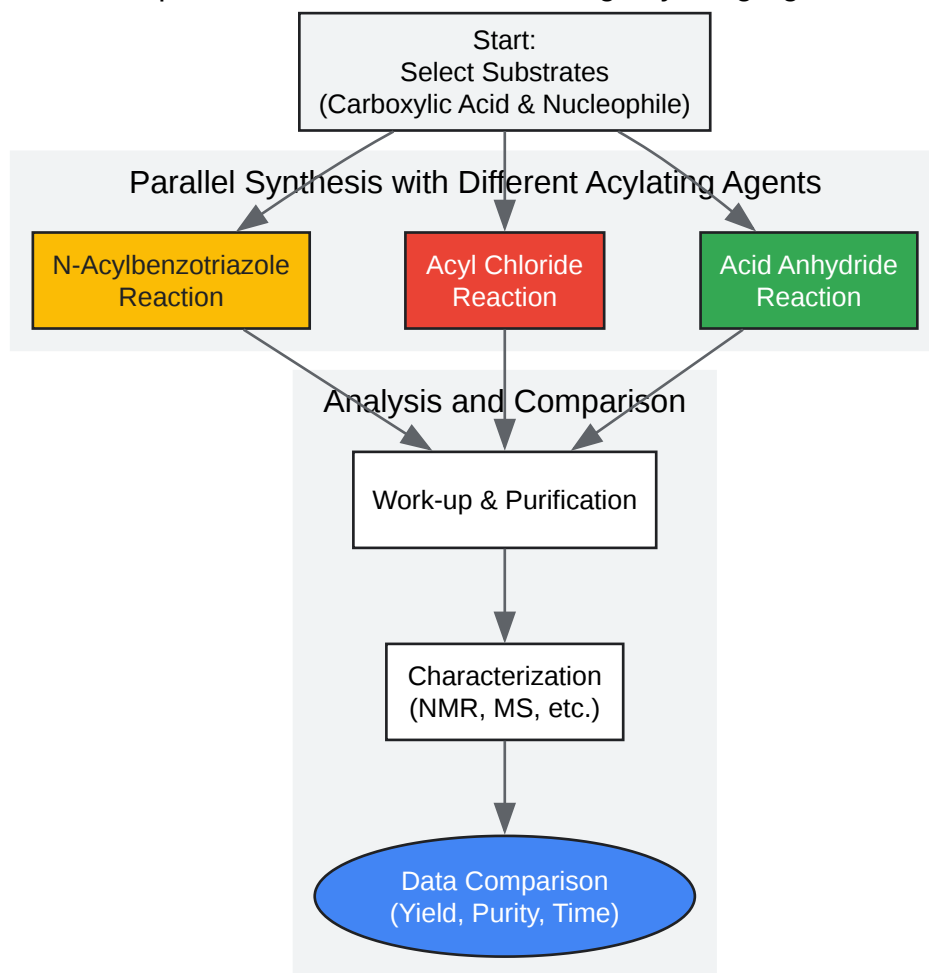 Start:
Select Substrates
(Carboxylic Acid & Nucleophile)
Parallel Synthesis with Different Acylating Agents
N-Acylbenzotriazole
Reaction
Acyl Chloride
Reaction
Acid Anhydride
Reaction
Analysis and Comparison
Work-up & Purification
Characterization
(NMR, MS, etc.)
Data Comparison
(Yield, Purity, Time)